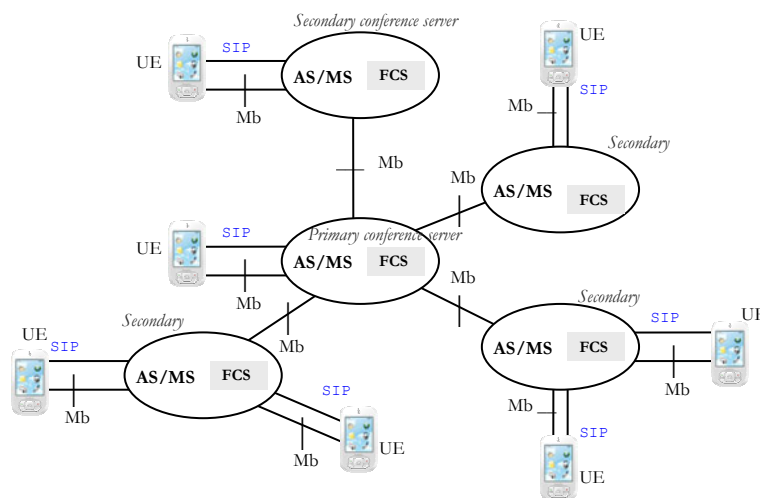 Secondary conference server
UE
SIP
AS/MS
FCS
Mb
UE
SIP
Mb
Secondary
AS/MS
FCS
Mb
Mb
UE
SIP
Primary conference server
AS/MS
FCS
Mb
Mb
Secondary
UE
SIP
AS/MS
FCS
Mb
Mb
SIP
Mb
UE
Secondary
AS/MS
FCS
SIP
UE
Mb
Mb
SIP
UE